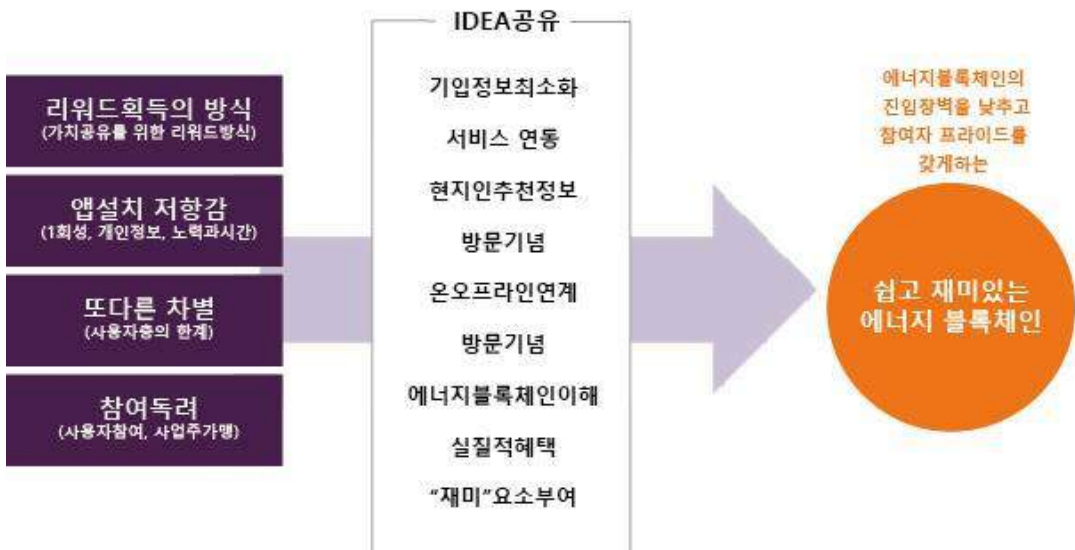 리워드획득의 방식
(가치공유를 위한 리워드방식)
앱설치 저항감
(1회성, 개인정보, 노력과시간)
또다른 차별
(사용자층의 한계)
참여독려
(사용자참여, 사업주가맹)
IDEA공유
기입정보최소화
서비스 연동
현지인추천정보
방문기념
온오프라인연계
방문기념
에너지블록체인이해
실질적혜택
“재미”요소부여
에너지블록체인의
진입장벽을 낮추고
참여자 프라이드를
갖게하는
쉽고 재미있는
에너지 블록체인